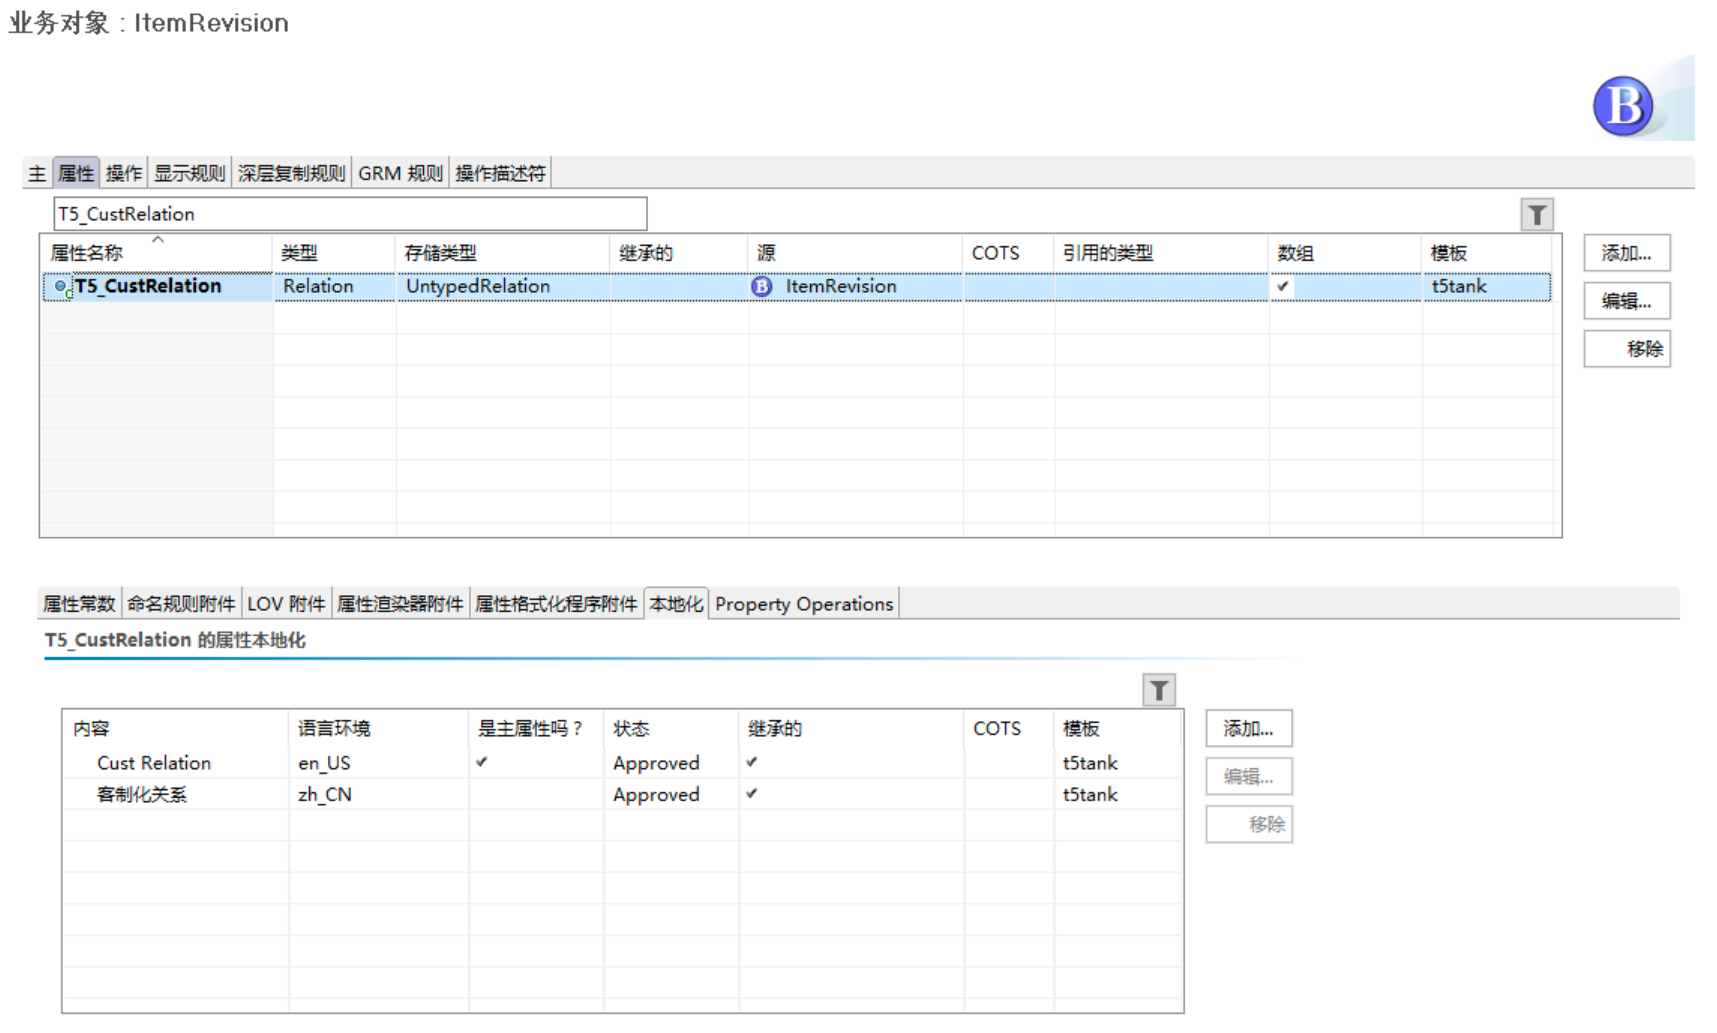 业务对象 : ItemRevision
B
主 属性 操作 显示规则 深层复制规则 GRM 规则 操作描述符
T5_CustRelation
属性名称 类型 存储类型 继承的 源 COTS 引用的类型 数组 模板 添加...
T5_CustRelation Relation UntypedRelation B ItemRevision t5tank
编辑...
移除
属性常数 命名规则附件 LOV 附件 属性渲染器附件 属性格式化程序附件 本地化 Property Operations
T5_CustRelation 的属性本地化
内容 语言环境 是主属性吗？ 状态 继承的 COTS 模板 添加...
Cust Relation en_US Approved t5tank
编辑...
客制化关系 zh_CN Approved t5tank
移除